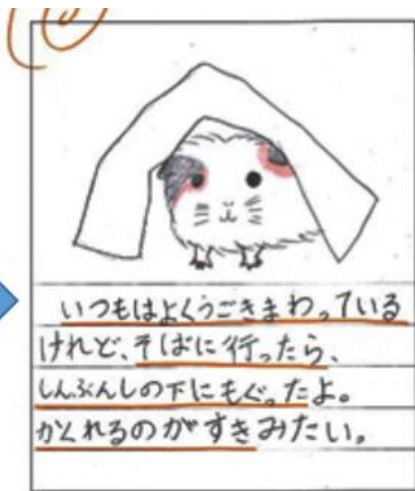 いつもはよくうごきまわっている
けれど、そばに行ったら、
しんぶんしの下にもぐったよ。
かくれるのがすきみたい。